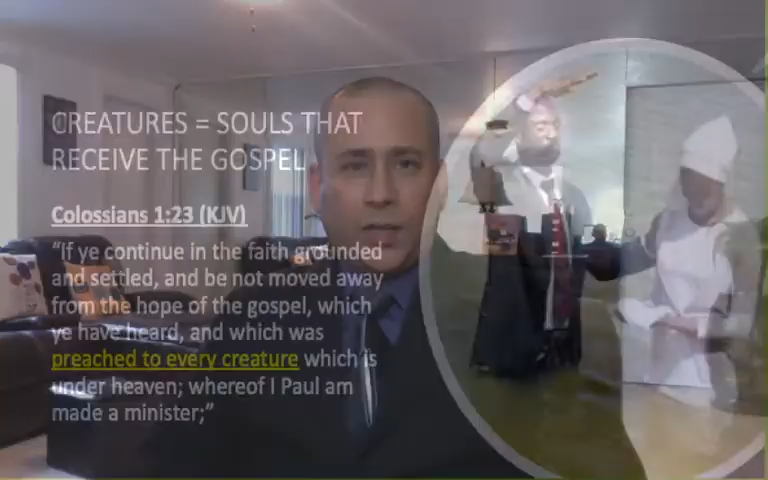 CREATURES = SOULS THAT
RECEIVE THE GOSPEL
Colossians 1:23 (KJV)
“If ye continue in the faith grounded
and settled, and be not moved away
from the hope of the gospel, which
ye have heard, and which was
preached to every creature which is
under heaven; whereof I Paul am
made a minister;”